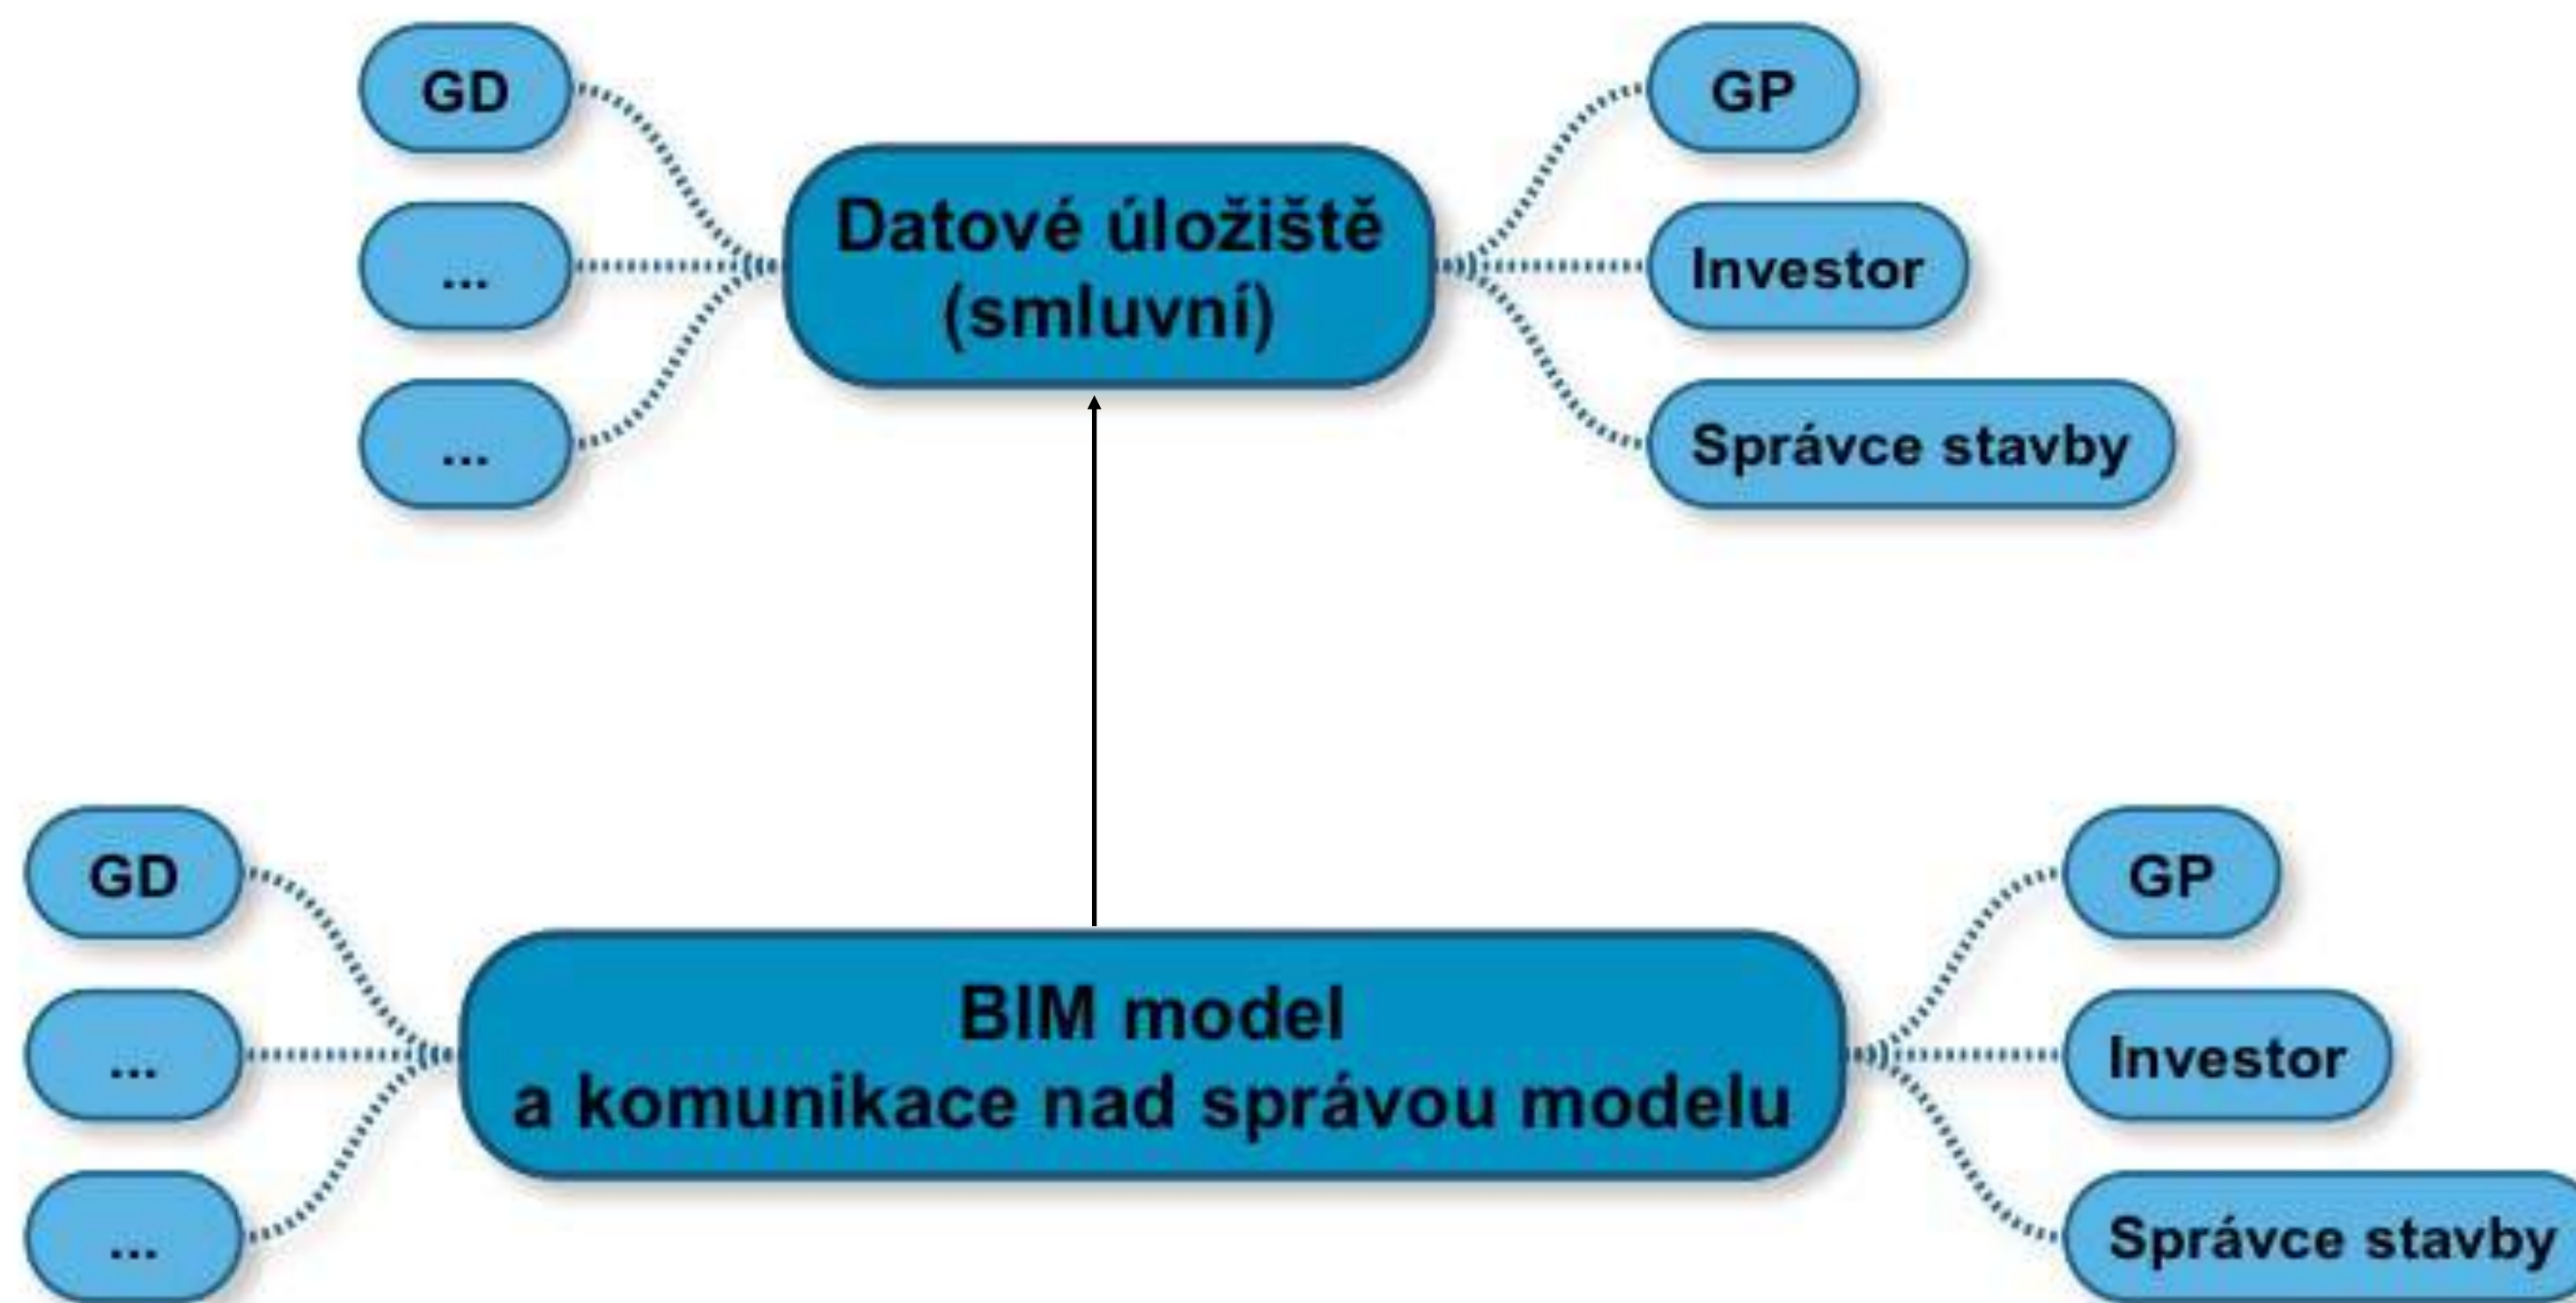 GD
...
...
Datové úložiště
(smluvní)
GP
Investor
Správce stavby
GD
...
...
BIM model
a komunikace nad správou modelu
GP
Investor
Správce stavby